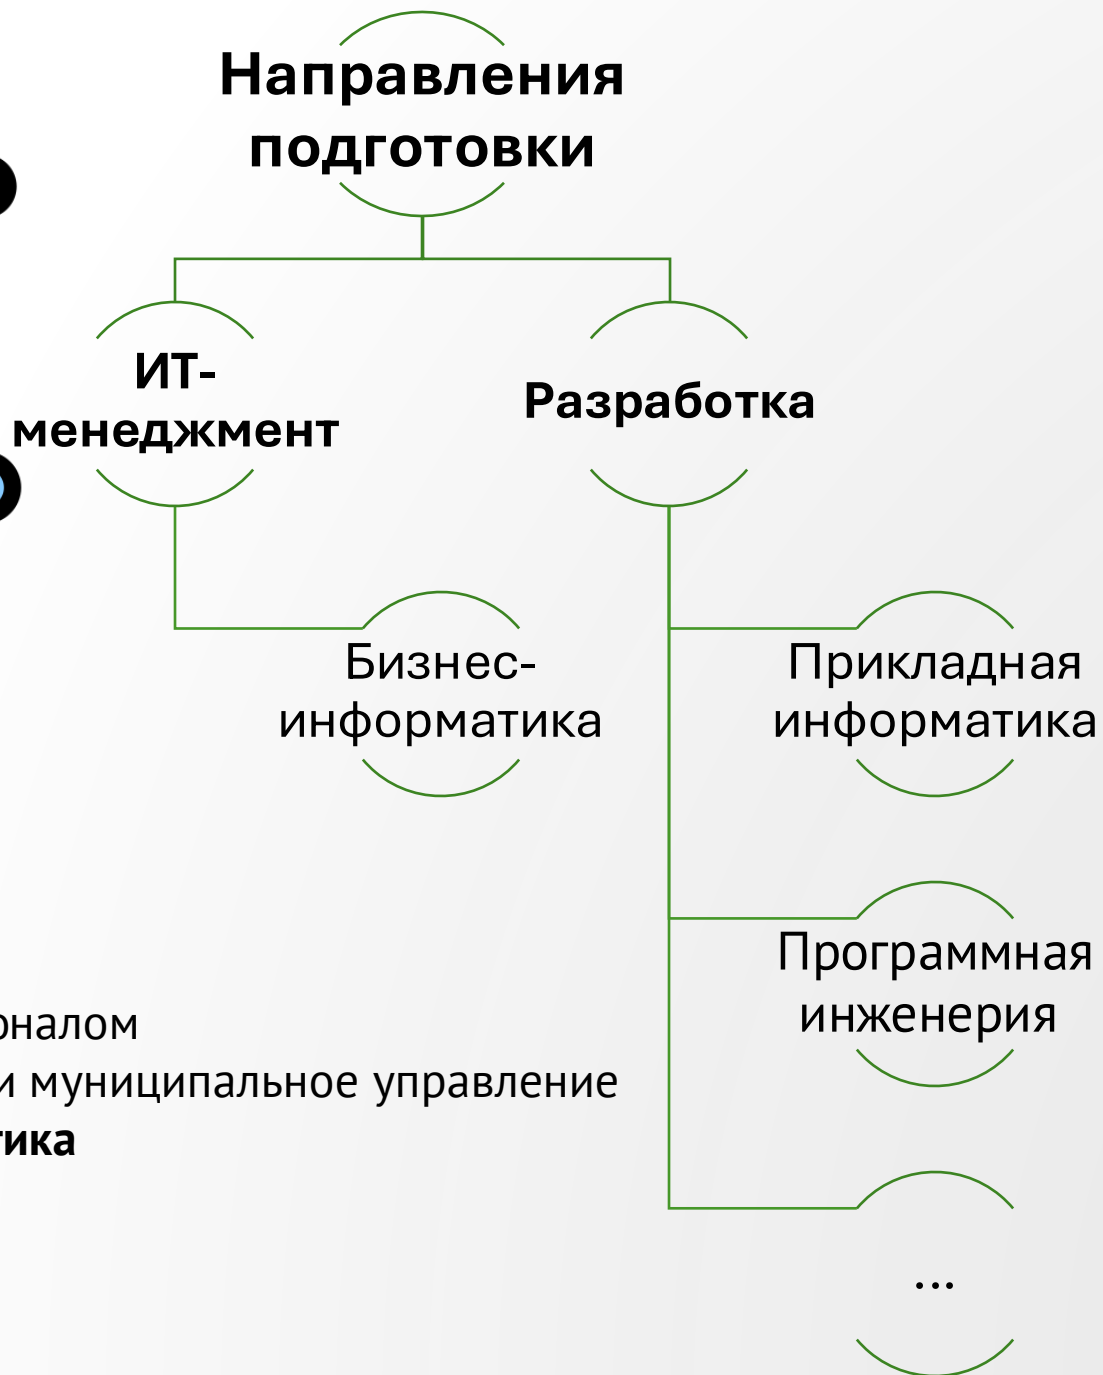 Направления
подготовки
ИТ-
менеджмент
Разработка
Бизнес-
информатика
Прикладная
информатика
Программная
инженерия
оналом
и муниципальное управление
тика
...